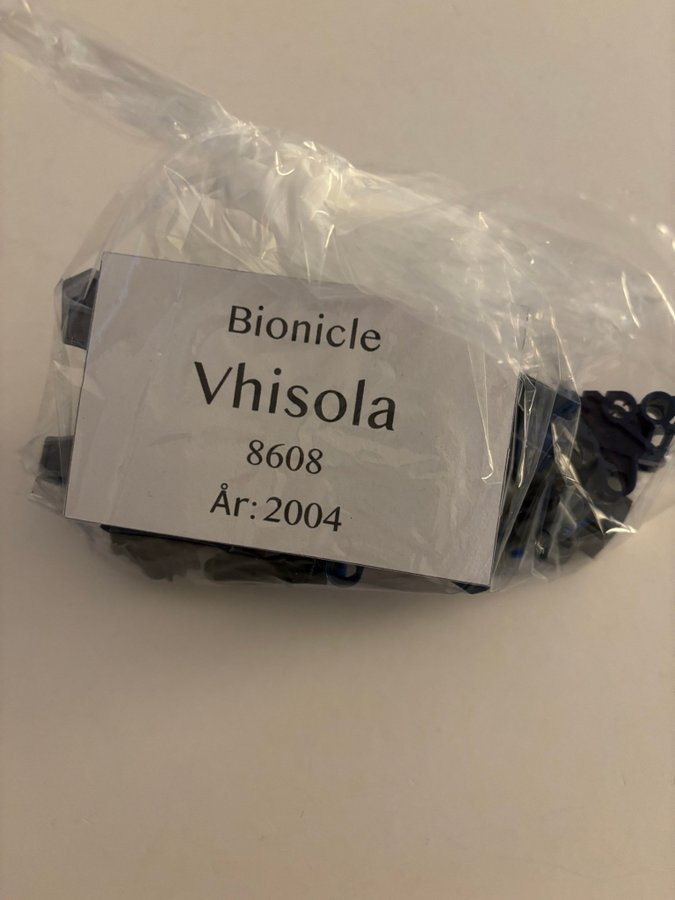 Bionicle
Vhisola
8608
År: 2004